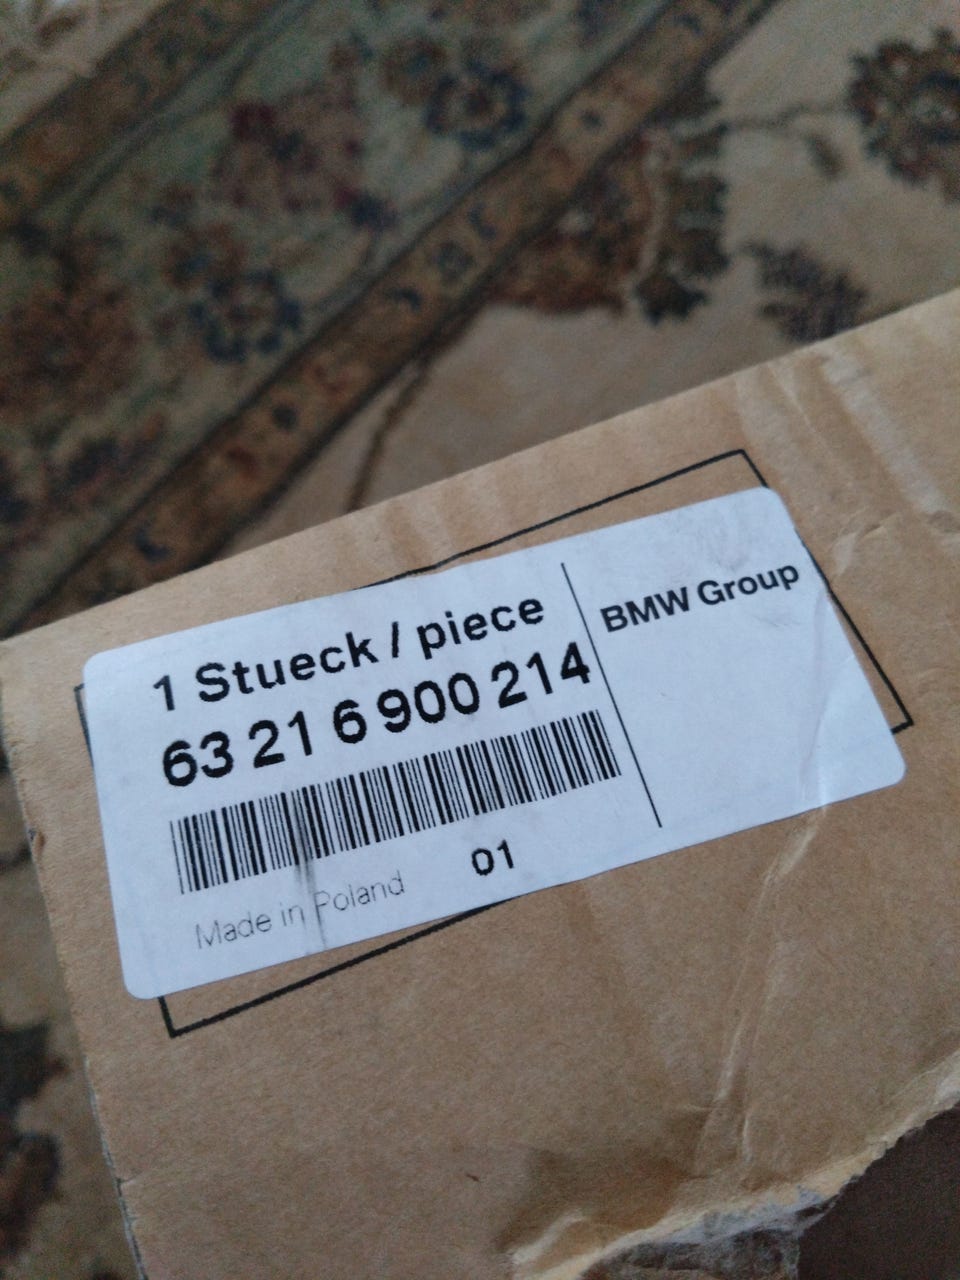 1 Stueck / piece
63 21 6 900 214
Made in Poland 01
BMW Group